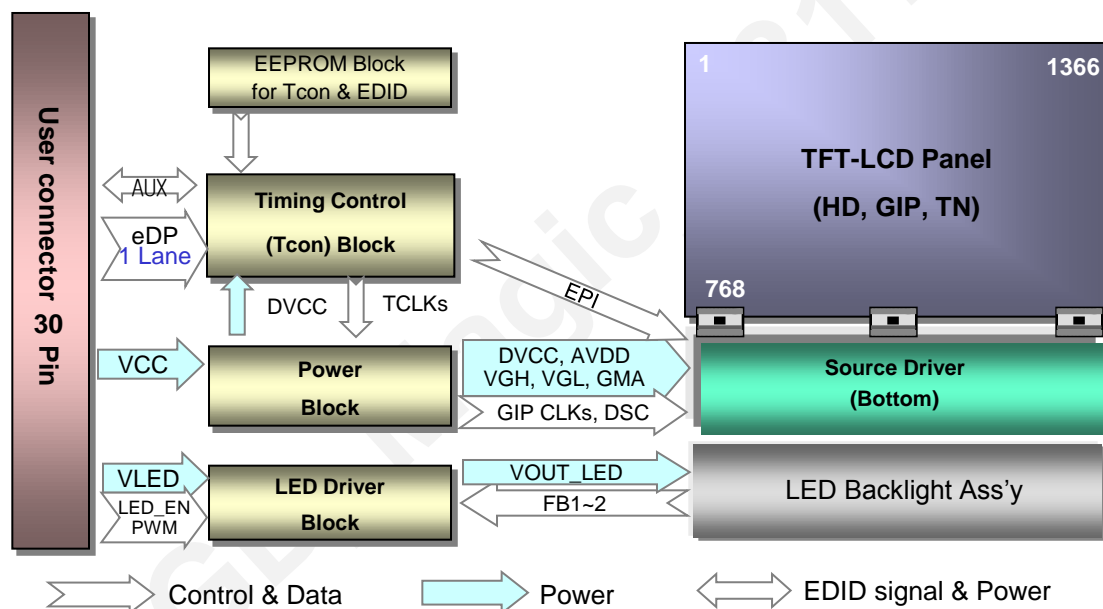 User connector 30 Pin
EEPROM Block
for Tcon & EDID
AUX
eDP
1 Lane
Timing Control
(Tcon) Block
DVCC
TCLKs
EPI
VCC
Power
Block
DVCC, AVDD
VGH, VGL, GMA
GIP CLKs, DSC
VLED
LED_EN
PWM
LED Driver
Block
VOUT_LED
FB1~2
1
1366
TFT-LCD Panel
(HD, GIP, TN)
768
Source Driver
(Bottom)
LED Backlight Ass’y
Control & Data
Power
EDID signal & Power